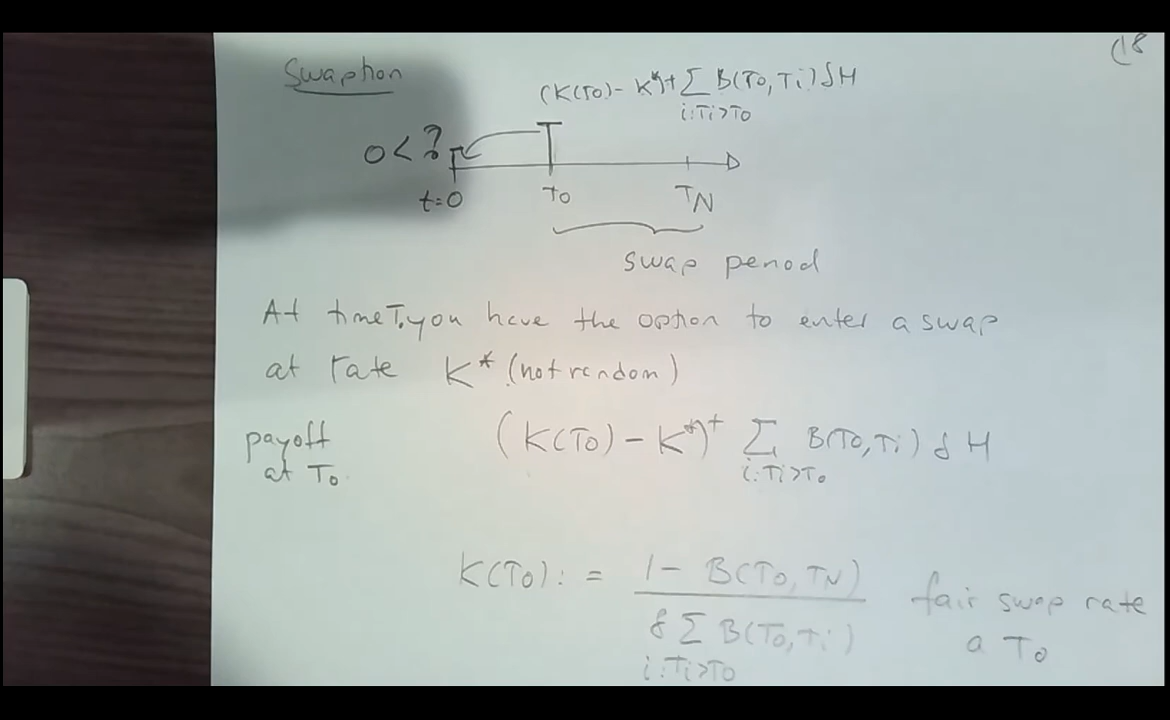 (18
Swaption
(K(T0) - K*)+ Σ B(T0, Ti) δH
i:Ti>T0
0 < ?
t=0 T0 TN
swap period
At time T0 you have the option to enter a swap
at rate K* (not random)
payoff (K(T0) - K*)+ Σ B(T0, Ti) δ H
at T0 i:Ti>T0
K(T0) := 1 - B(T0, TN) fair swap rate
δ Σ B(T0, Ti) a T0
i:Ti>T0